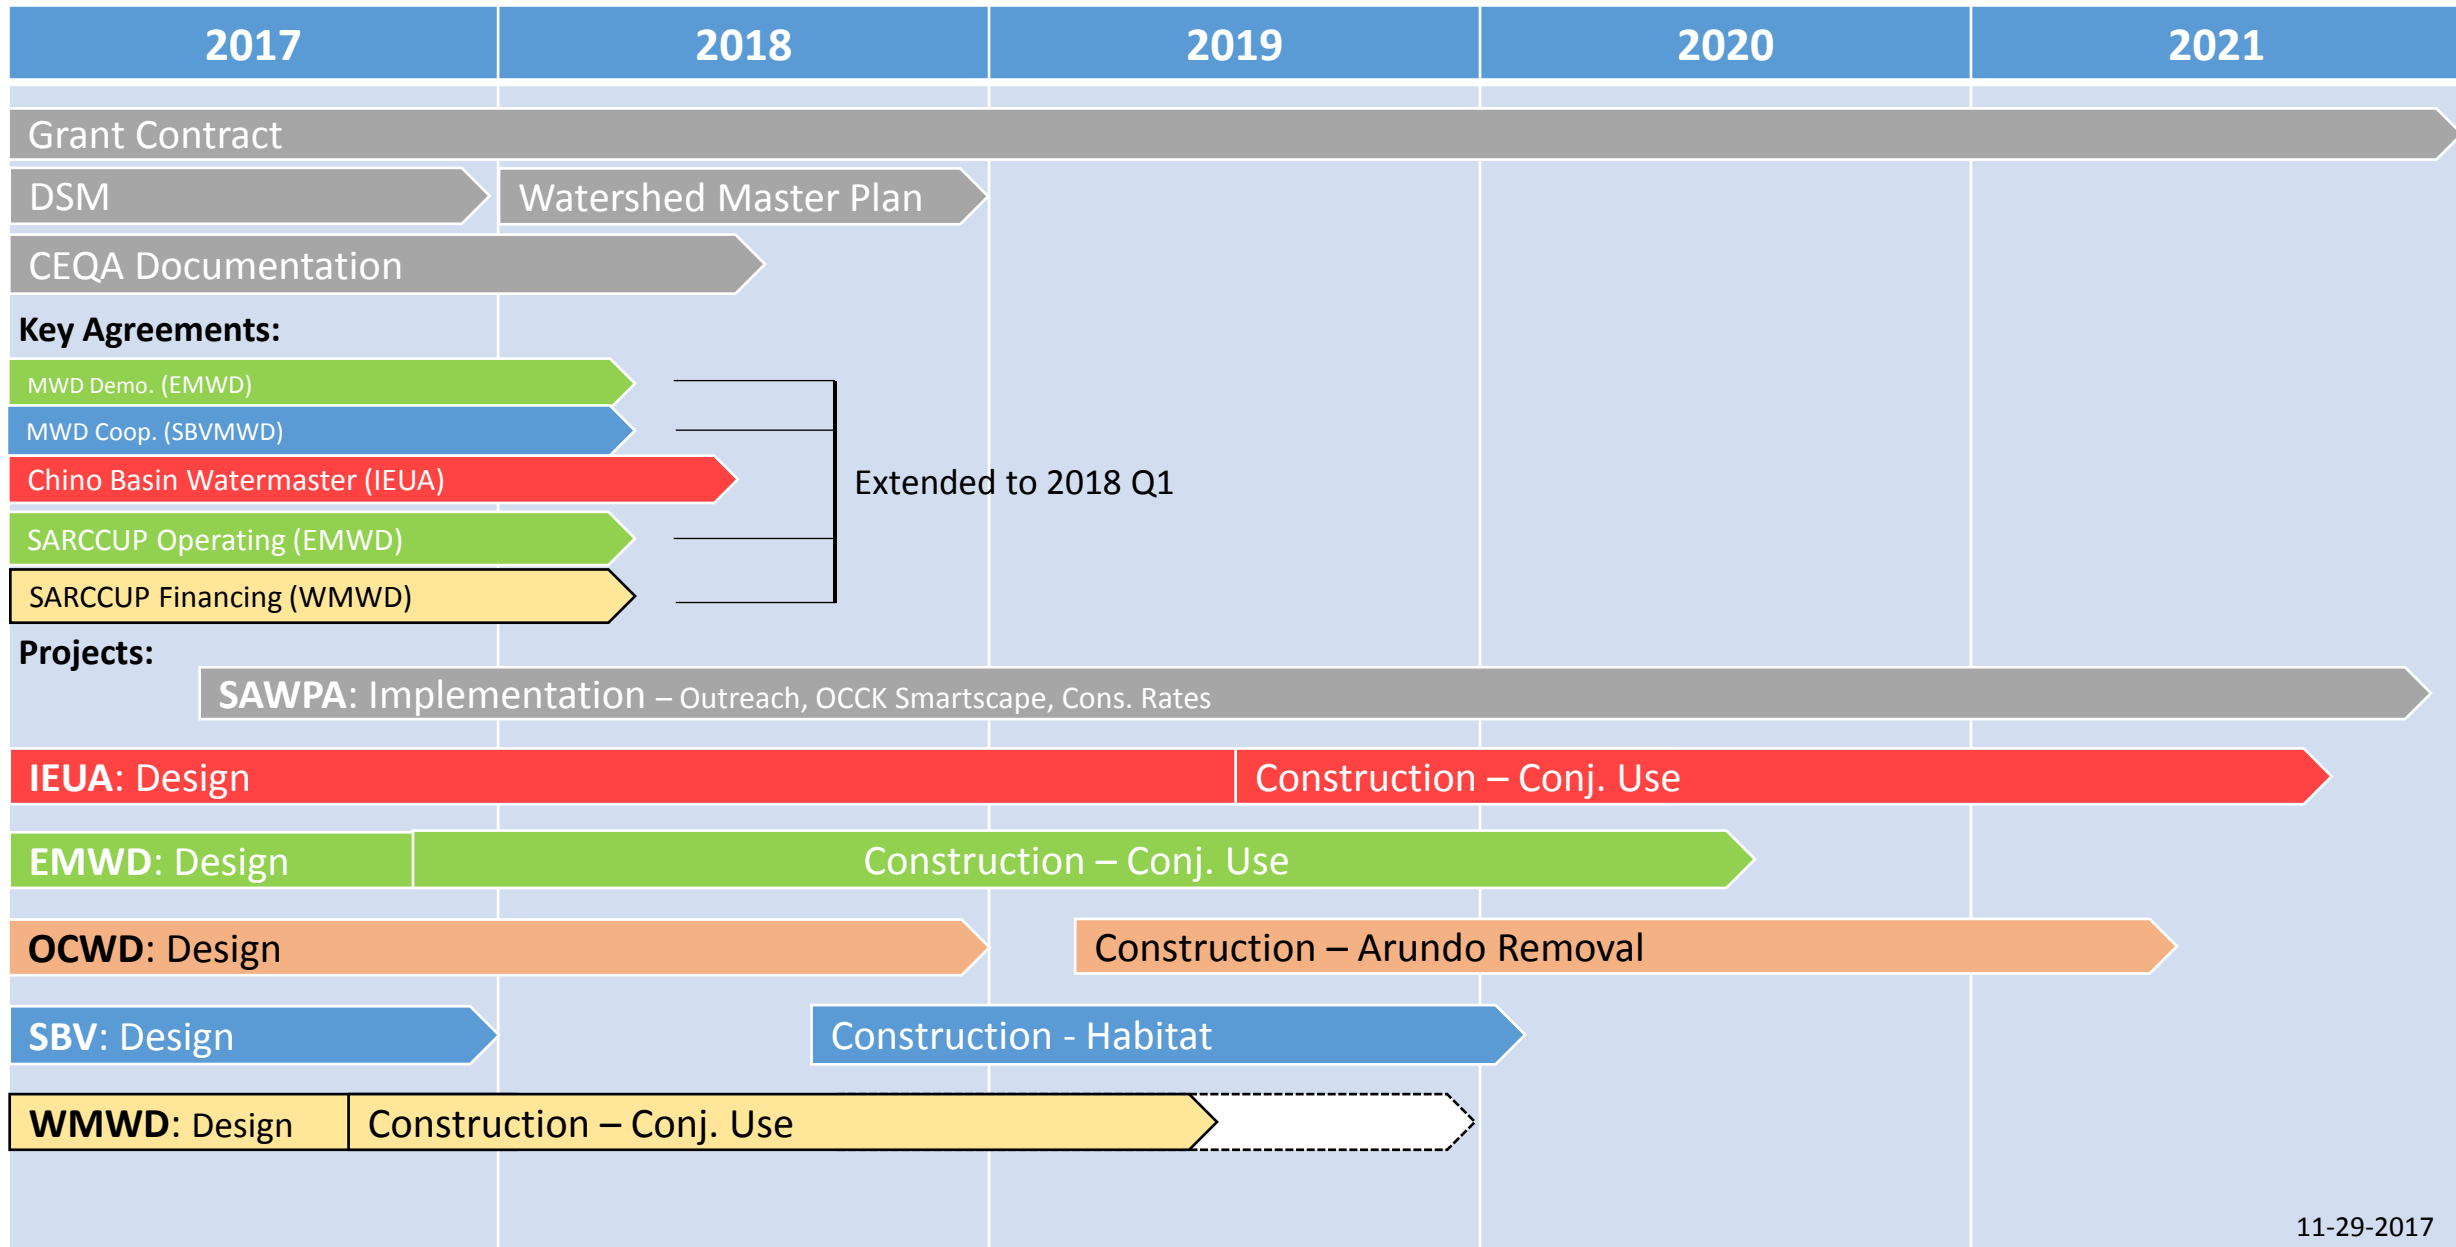 2017 2018 2019 2020 2021
Grant Contract
DSM Watershed Master Plan
CEQA Documentation
Key Agreements:
MWD Demo. (EMWD)
MWD Coop. (SBVMWD)
Chino Basin Watermaster (IEUA)
Extended to 2018 Q1
SARCCUP Operating (EMWD)
SARCCUP Financing (WMWD)
Projects:
SAWPA: Implementation – Outreach, OCCK Smartscape, Cons. Rates
IEUA: Design Construction – Conj. Use
EMWD: Design Construction – Conj. Use
OCWD: Design Construction – Arundo Removal
SBV: Design Construction - Habitat
WMWD: Design Construction – Conj. Use
11-29-2017